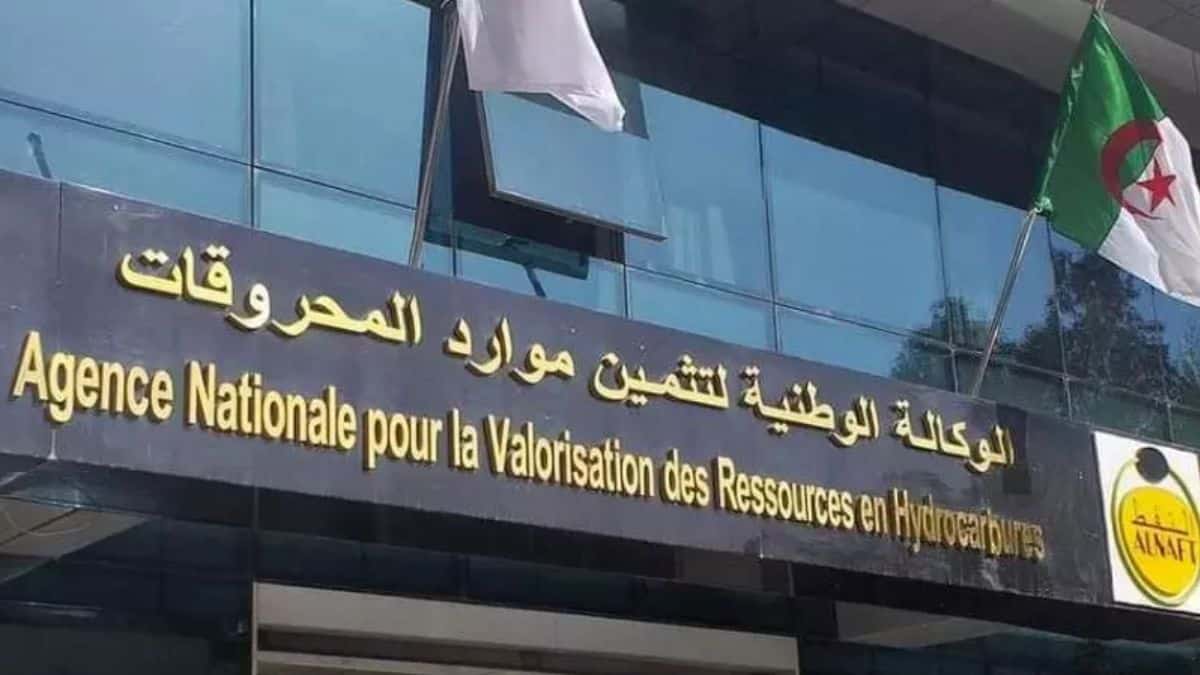 الوكالة الوطنية لتثمين موارد المحروقات
Agence Nationale pour la Valorisation des Ressources en Hydrocarbures
النفط
ALNAFT